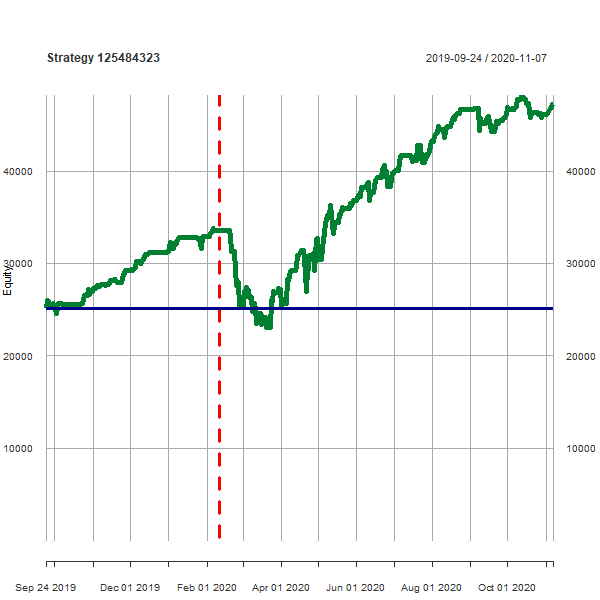 Strategy 125484323
2019-09-24 / 2020-11-07
40000
40000
30000
30000
Equity
20000
20000
10000
10000
Sep 24 2019
Dec 01 2019
Feb 01 2020
Apr 01 2020
Jun 01 2020
Aug 01 2020
Oct 01 2020